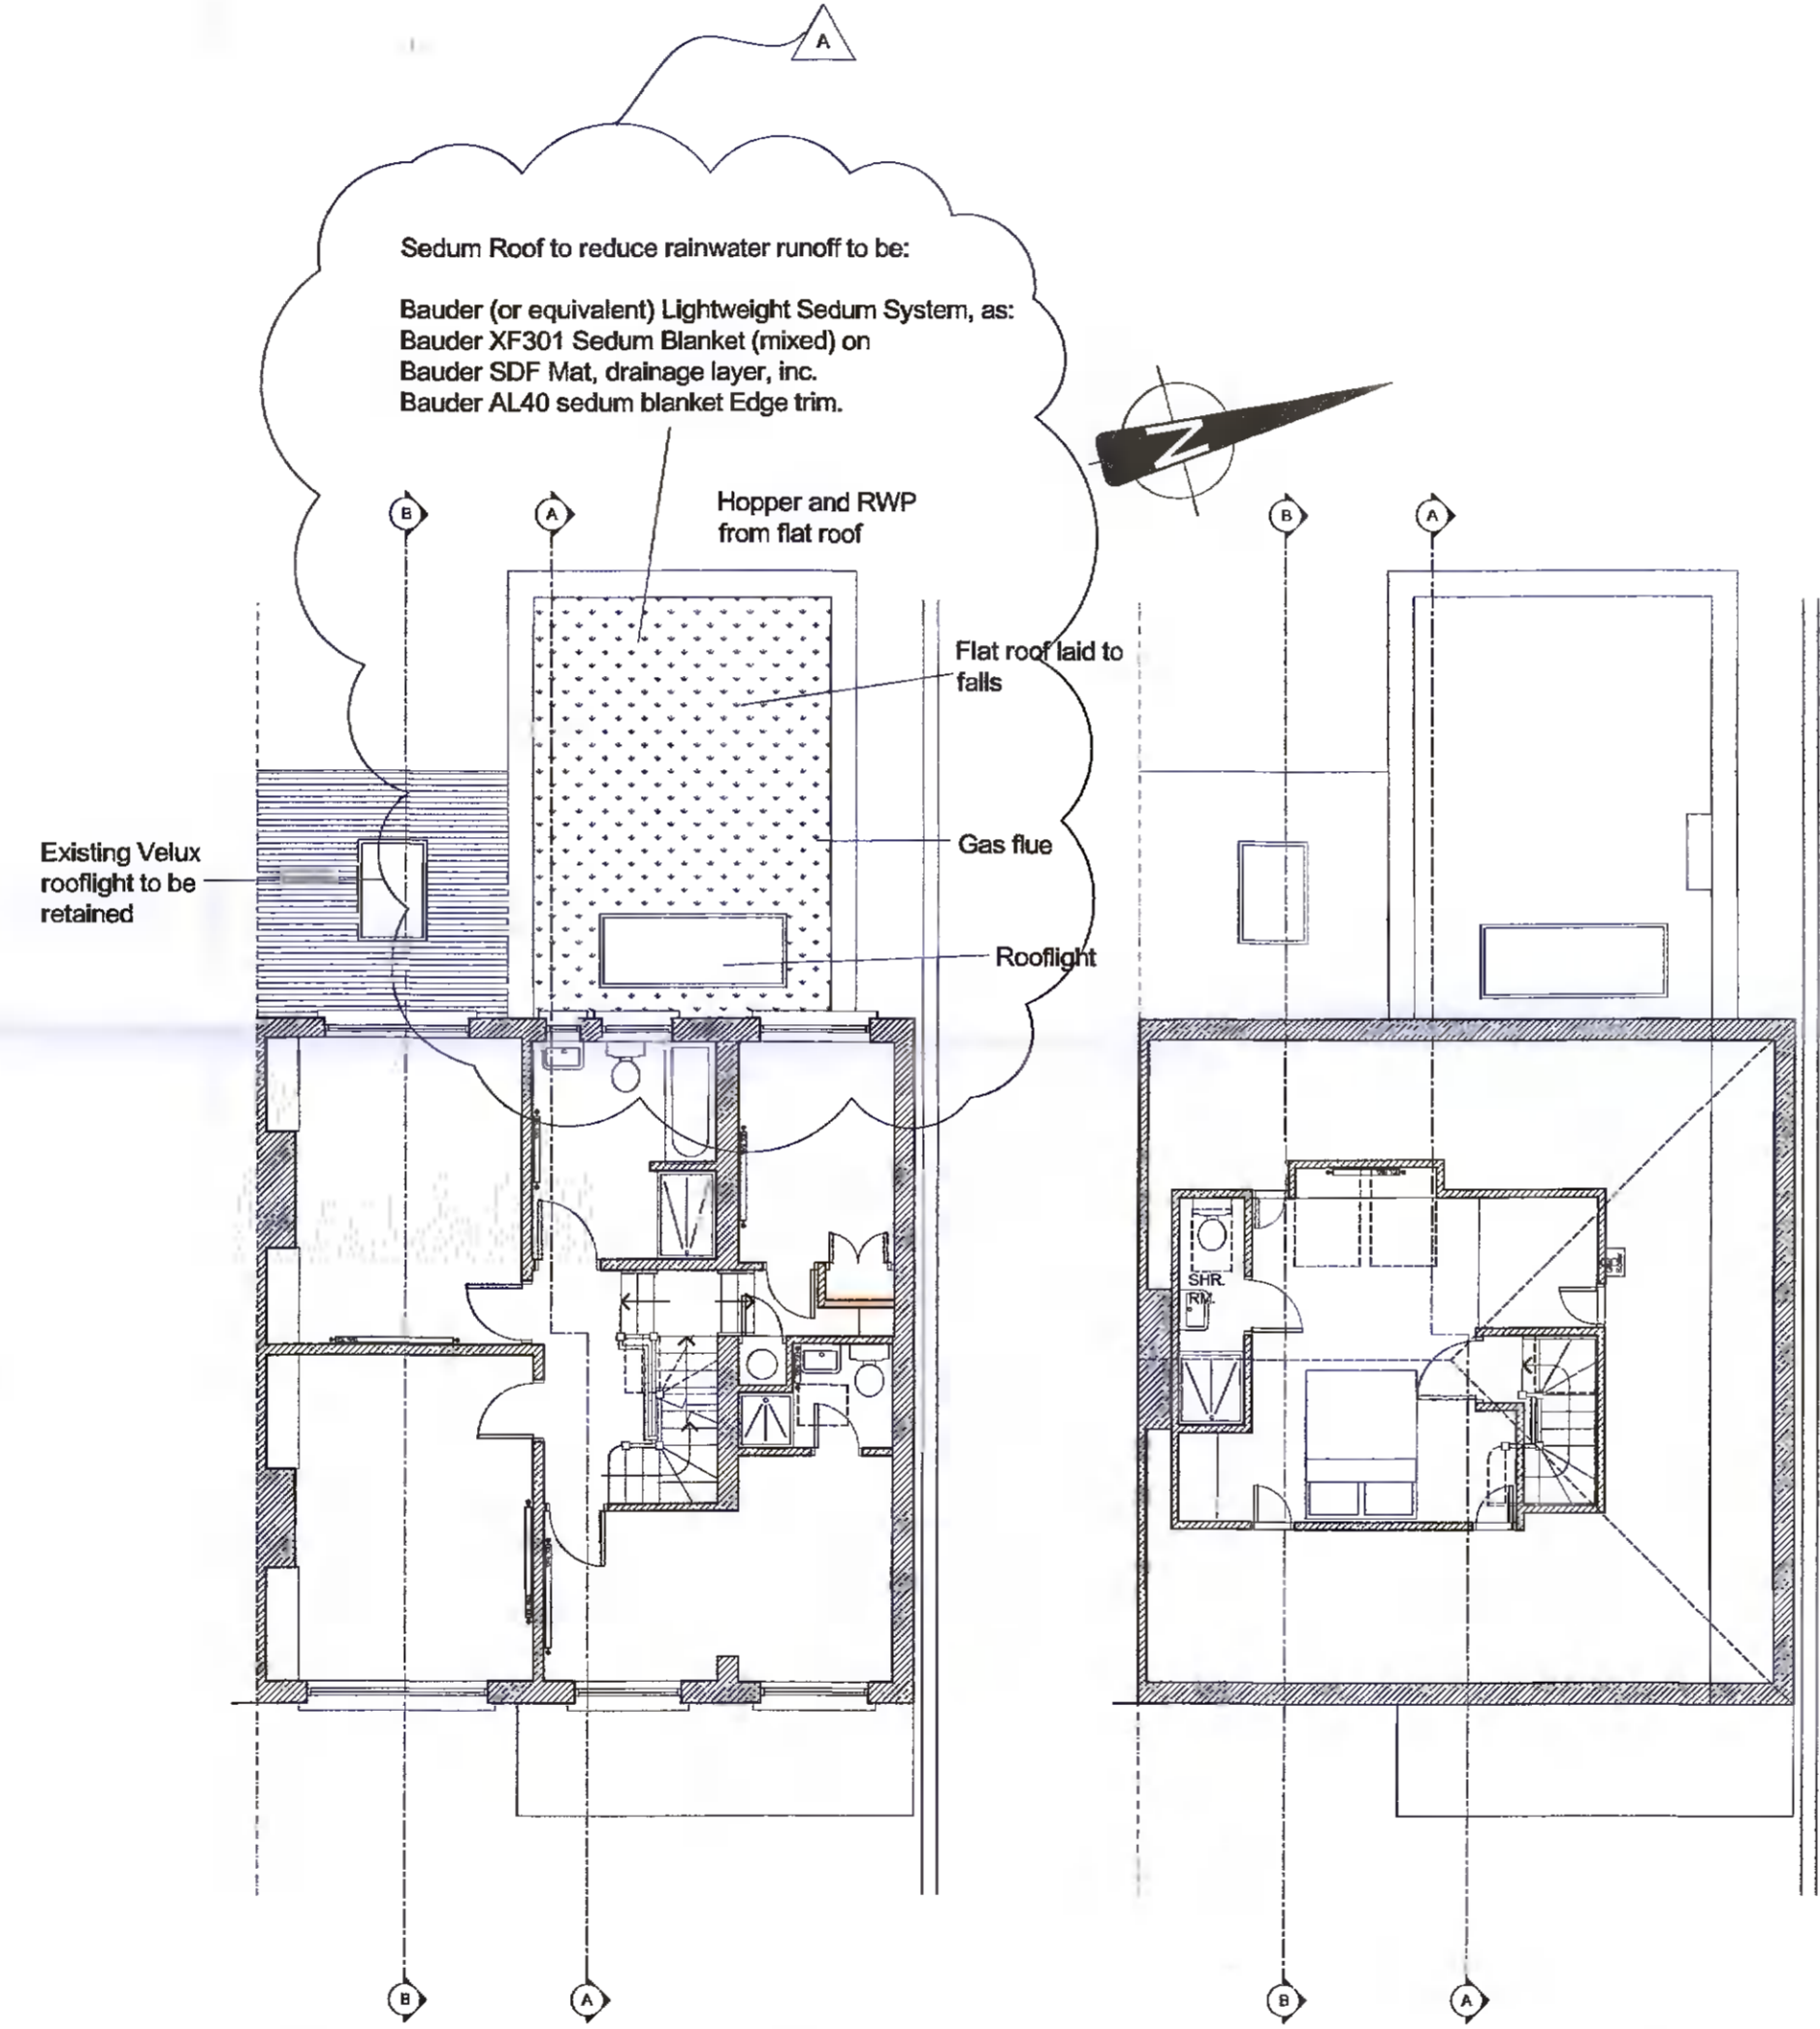 A
Sedum Roof to reduce rainwater runoff to be:
Bauder (or equivalent) Lightweight Sedum System, as:
Bauder XF301 Sedum Blanket (mixed) on
Bauder SDF Mat, drainage layer, inc.
Bauder AL40 sedum blanket Edge trim.
N
Hopper and RWP
from flat roof
B
A
B
A
Flat roof laid to
falls
Existing Velux
rooflight to be
retained
Gas flue
Rooflight
SHR.
RM.
B
A
B
A